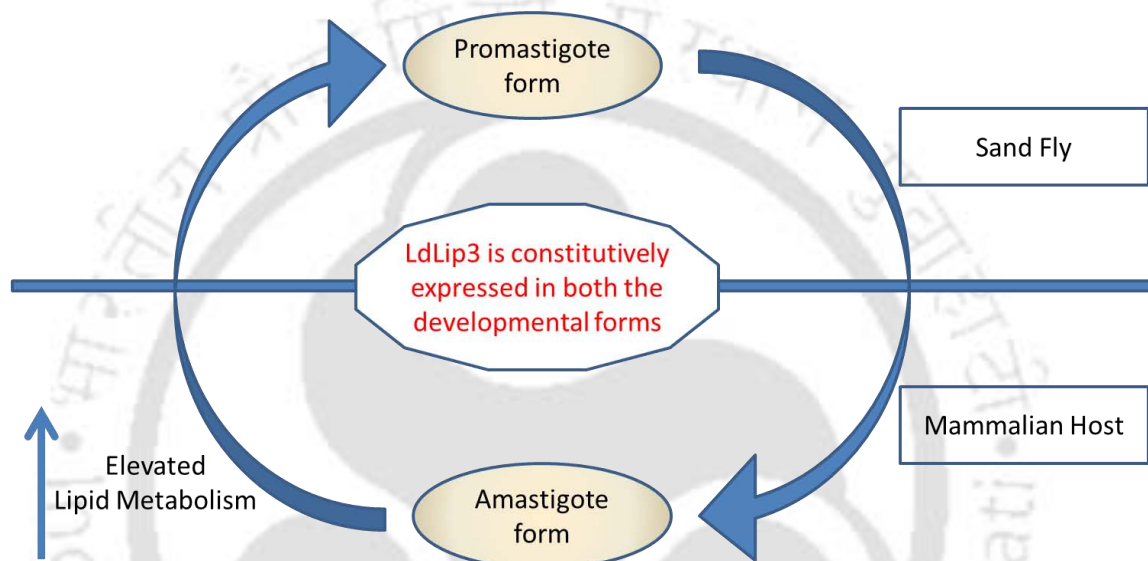 Promastigote
form
Sand Fly
LdLip3 is constitutively
expressed in both the
developmental forms
Mammalian Host
Elevated
Lipid Metabolism
Amastigote
form